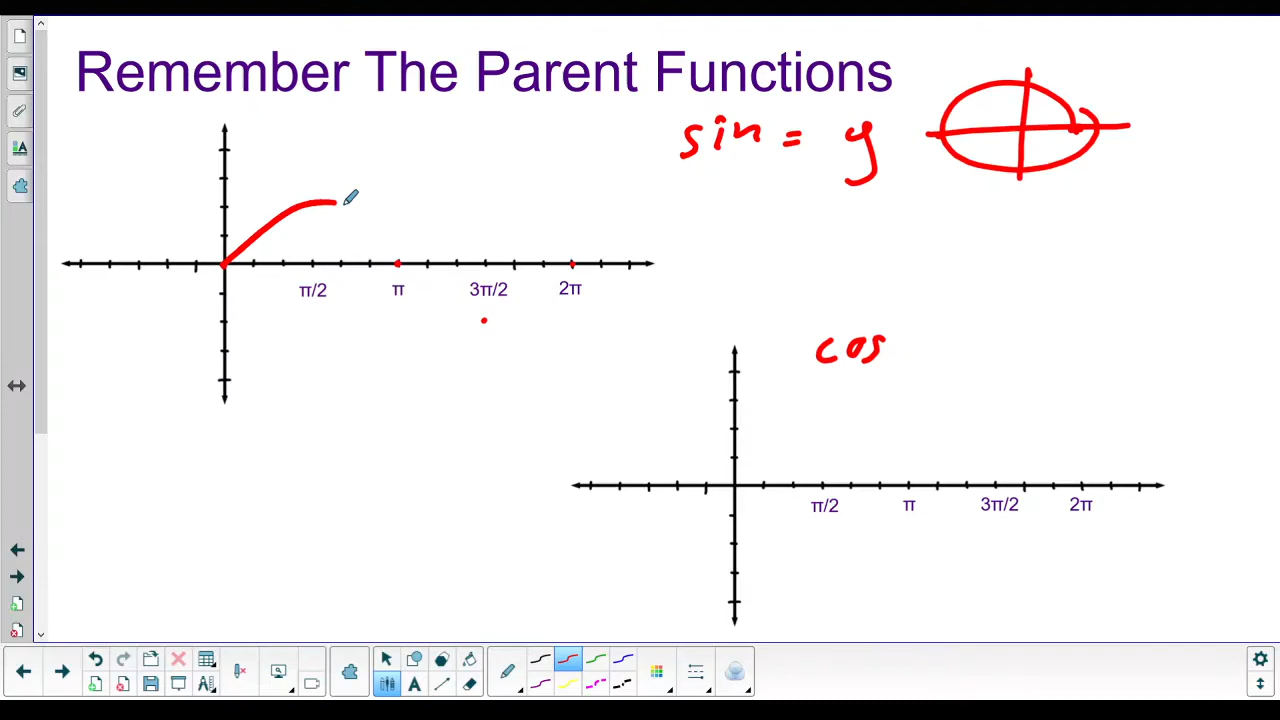 Remember The Parent Functions
sin = y
π/2 π 3π/2 2π
cos
π/2 π 3π/2 2π